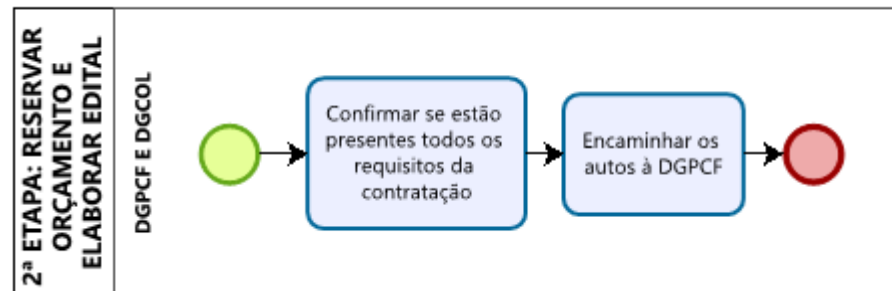 2ª ETAPA: RESERVAR
ORÇAMENTO E
ELABORAR EDITAL
DGPCF E DGCOL
Confirmar se estão
presentes todos os
requisitos da
contratação
Encaminhar os
autos à DGPCF